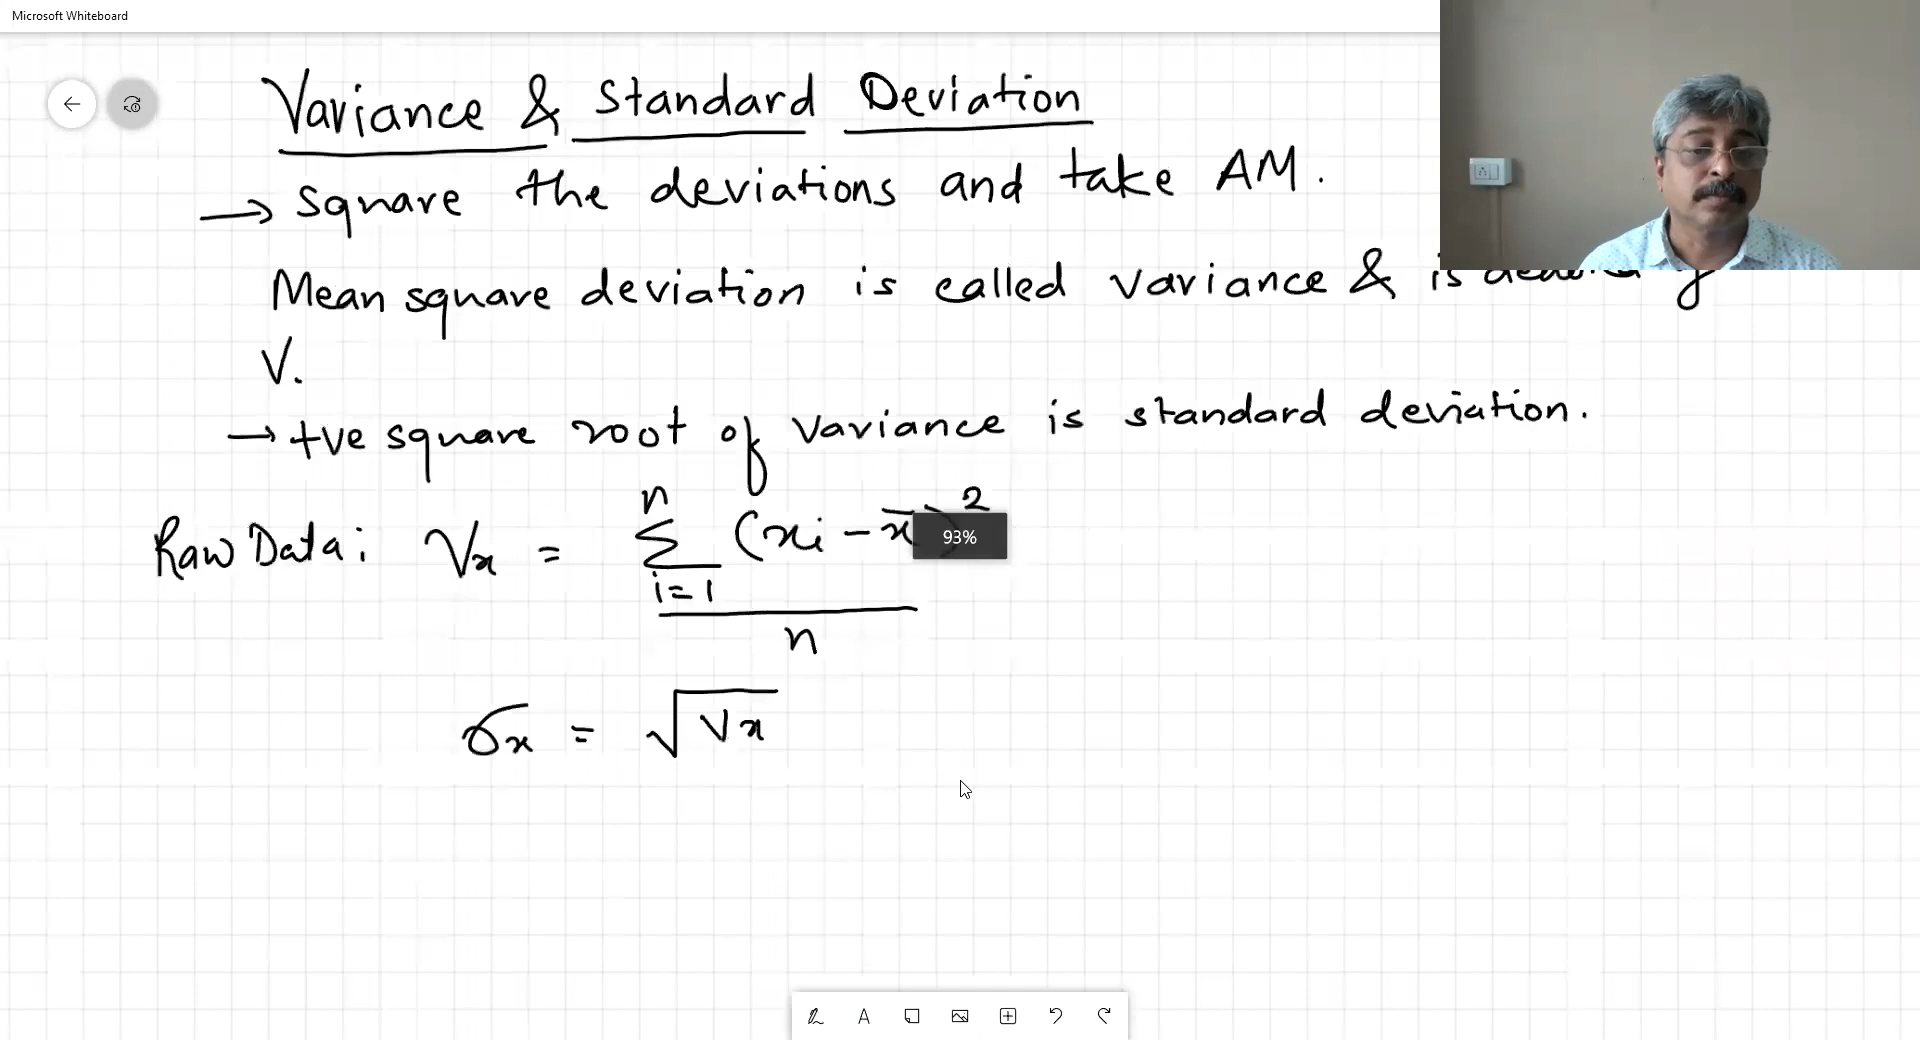 Microsoft Whiteboard
Variance & Standard Deviation
→ square the deviations and take AM.
Mean square deviation is called variance & is
V.
→ +ve square root of variance is standard deviation.
Raw Data: Vx = n ∑ i=1 (xi - x̄)² / n
93%
σx = √Vx